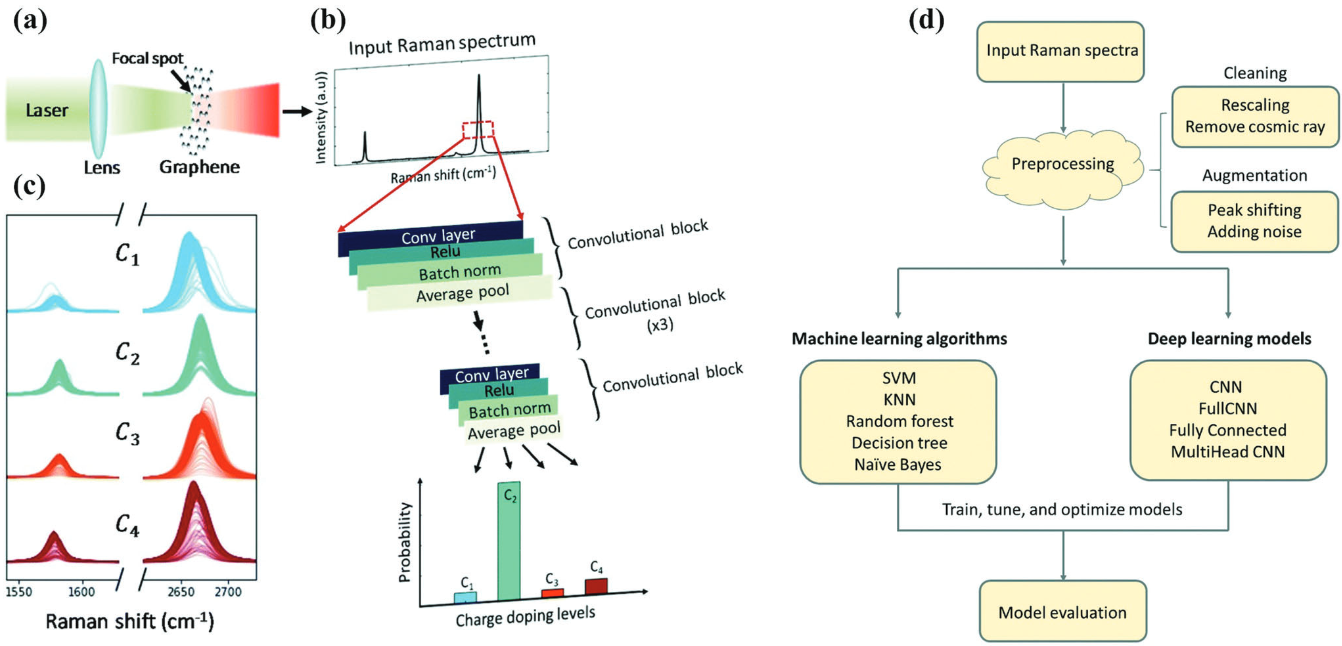 (a)
Focal spot
Laser
Lens
Graphene
(b)
Input Raman spectrum
Intensity (a.u))
Raman shift (cm-1)
Conv layer
Relu
Batch norm
Average pool
Convolutional block
Convolutional block
(x3)
Conv layer
Relu
Batch norm
Average pool
Convolutional block
Probability
C1
C2
C3
C4
Charge doping levels
(c)
C1
C2
C3
C4
1550
1600
2650
2700
Raman shift (cm-1)
(d)
Input Raman spectra
Preprocessing
Cleaning
Rescaling
Remove cosmic ray
Augmentation
Peak shifting
Adding noise
Machine learning algorithms
SVM
KNN
Random forest
Decision tree
Naïve Bayes
Deep learning models
CNN
FullCNN
Fully Connected
MultiHead CNN
Train, tune, and optimize models
Model evaluation